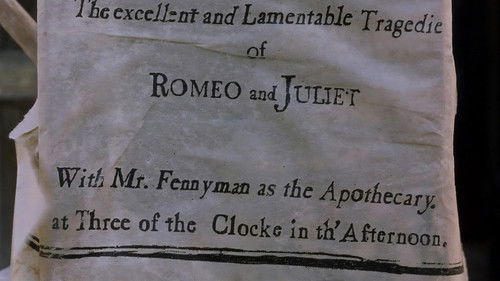 The excellent and Lamentable Tragedie
of
ROMEO and JULIET
With Mr. Fennyman as the Apothecary.
at Three of the Clocke in th' Afternoon.